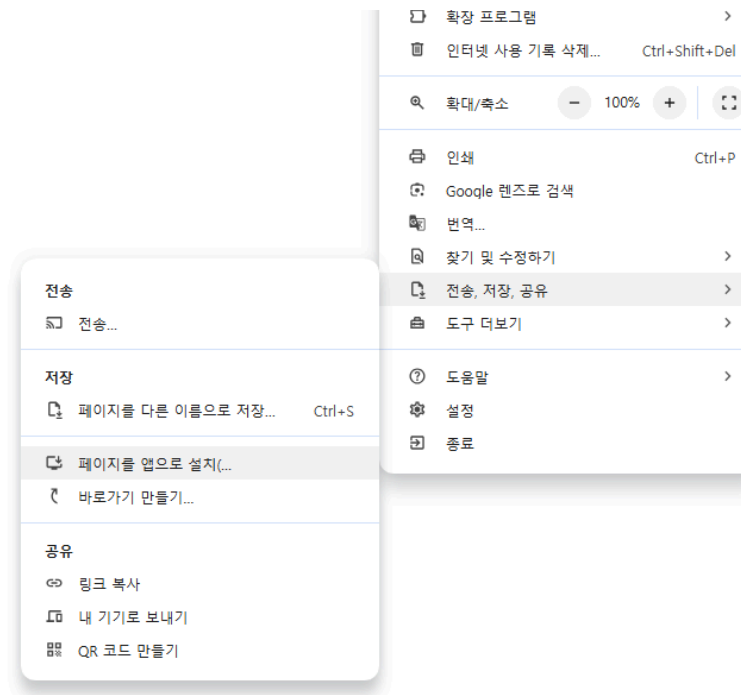 확장 프로그램
인터넷 사용 기록 삭제... Ctrl+Shift+Del
확대/축소 − 100% +
인쇄 Ctrl+P
Google 렌즈로 검색
번역...
찾기 및 수정하기
전송, 저장, 공유
도구 더보기
도움말
설정
종료
전송
전송...
저장
페이지를 다른 이름으로 저장... Ctrl+S
페이지를 앱으로 설치(...
바로가기 만들기...
공유
링크 복사
내 기기로 보내기
QR 코드 만들기